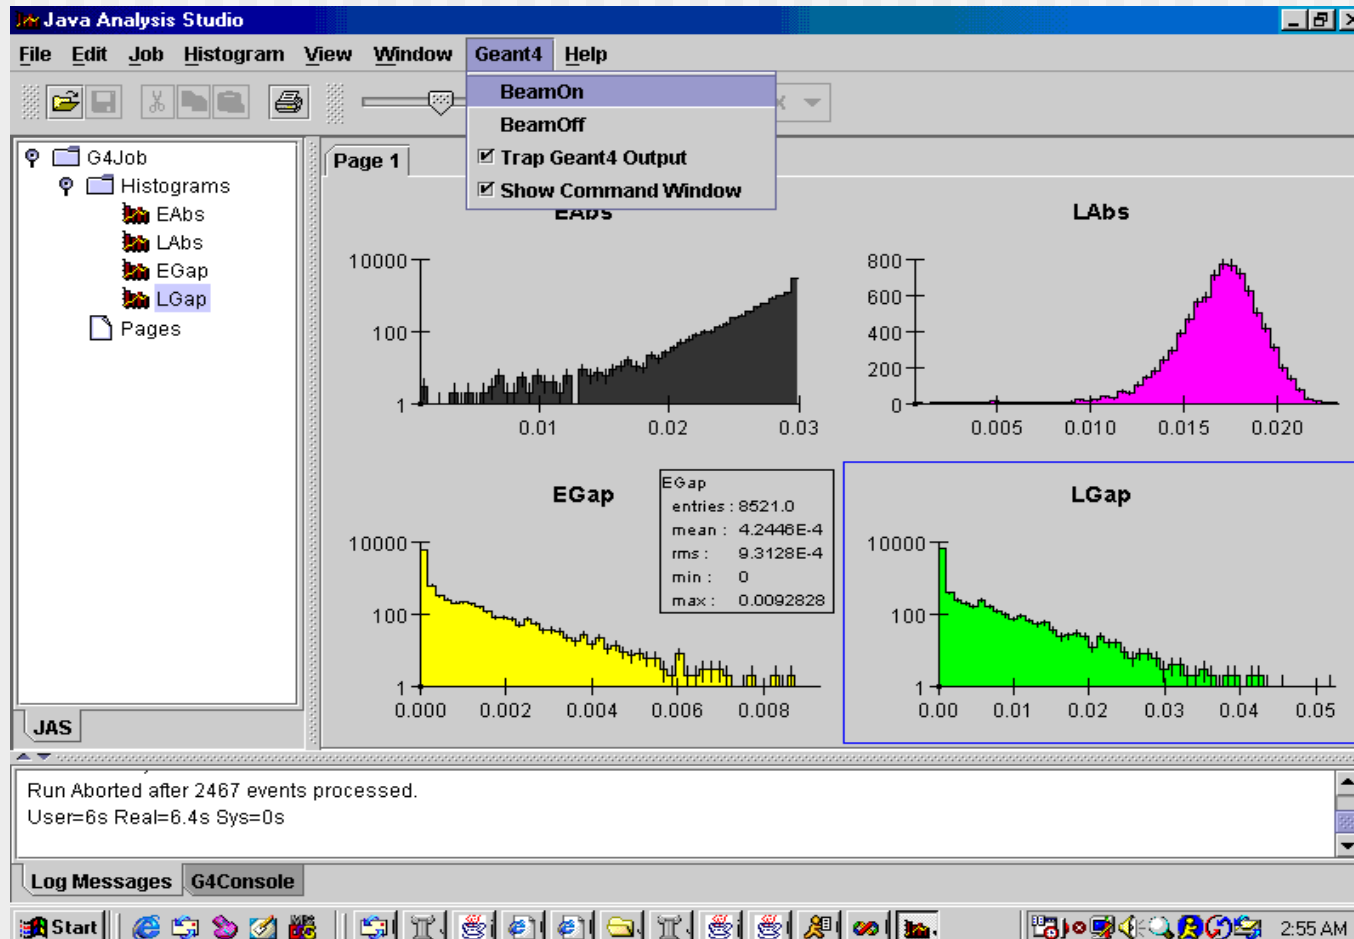 Java Analysis Studio
File Edit Job Histogram View Window Geant4 Help
BeamOn
BeamOff
Trap Geant4 Output
Show Command Window
G4Job
Histograms
EAbs
LAbs
EGap
LGap
Pages
JAS
Page 1
EAbs
10000
100
1
0.01 0.02 0.03
LAbs
800
600
400
200
0
0.005 0.010 0.015 0.020
EGap
10000
100
1
0.000 0.002 0.004 0.006 0.008
EGap
entries : 8521.0
mean : 4.2446E-4
rms : 9.3128E-4
min : 0
max : 0.0092828
LGap
10000
100
1
0.00 0.01 0.02 0.03 0.04 0.05
Run Aborted after 2467 events processed.
User=6s Real=6.4s Sys=0s
Log Messages G4Console
Start 2:55 AM